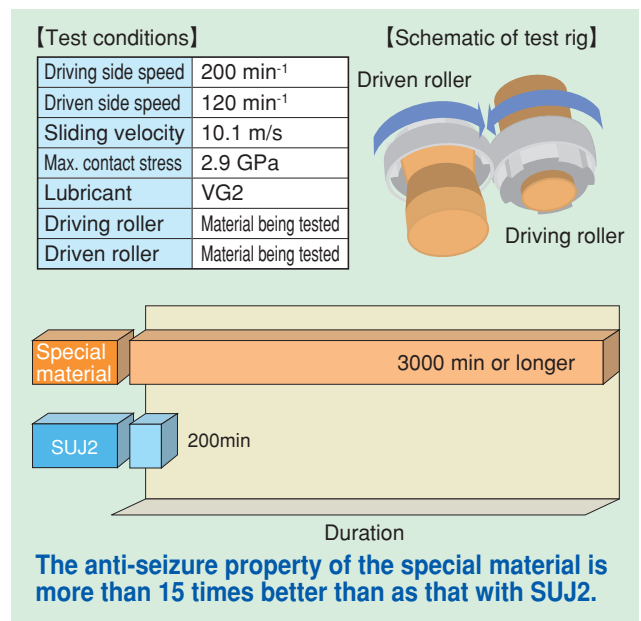 【Test conditions】
Driving side speed 200 min-1
Driven side speed 120 min-1
Sliding velocity 10.1 m/s
Max. contact stress 2.9 GPa
Lubricant VG2
Driving roller Material being tested
Driven roller Material being tested
【Schematic of test rig】
Driven roller
Driving roller
Special
material
3000 min or longer
SUJ2
200min
Duration
The anti-seizure property of the special material is
more than 15 times better than as that with SUJ2.